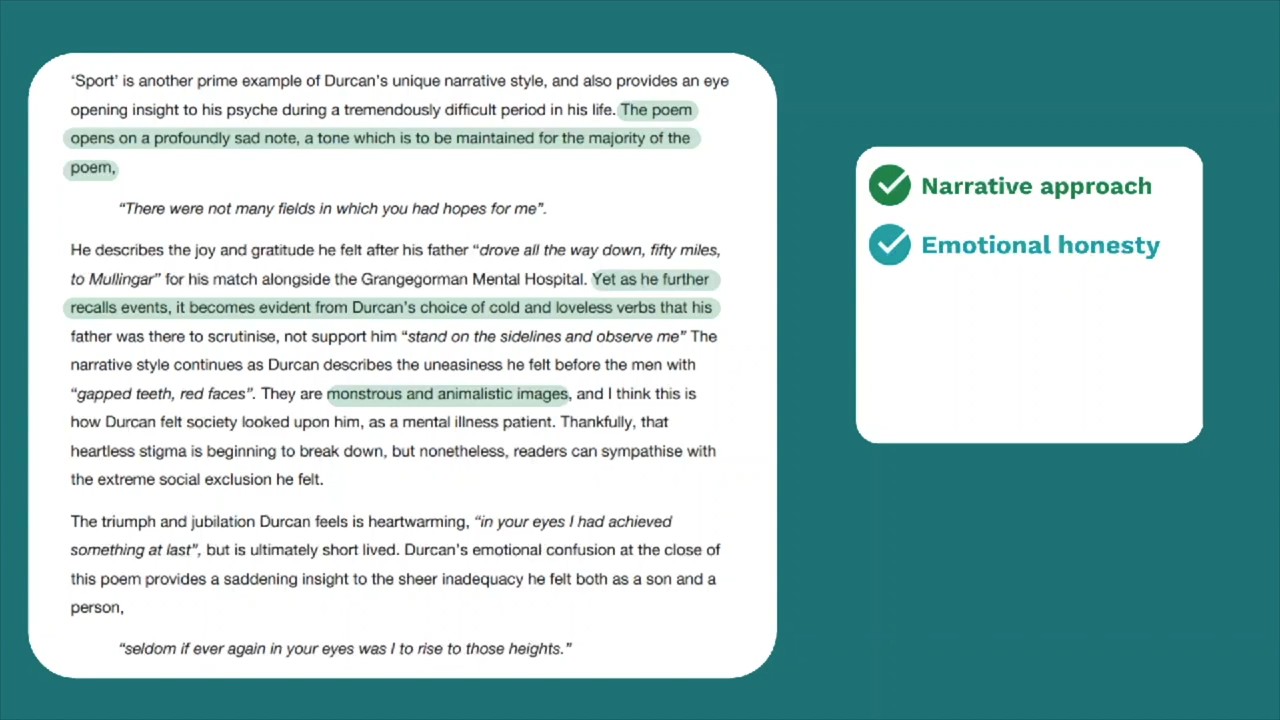 ‘Sport’ is another prime example of Durcan’s unique narrative style, and also provides an eye
opening insight to his psyche during a tremendously difficult period in his life. The poem
opens on a profoundly sad note, a tone which is to be maintained for the majority of the
poem,
“There were not many fields in which you had hopes for me”.
He describes the joy and gratitude he felt after his father “drove all the way down, fifty miles,
to Mullingar” for his match alongside the Grangegorman Mental Hospital. Yet as he further
recalls events, it becomes evident from Durcan’s choice of cold and loveless verbs that his
father was there to scrutinise, not support him “stand on the sidelines and observe me” The
narrative style continues as Durcan describes the uneasiness he felt before the men with
“gapped teeth, red faces”. They are monstrous and animalistic images, and I think this is
how Durcan felt society looked upon him, as a mental illness patient. Thankfully, that
heartless stigma is beginning to break down, but nonetheless, readers can sympathise with
the extreme social exclusion he felt.
The triumph and jubilation Durcan feels is heartwarming, “in your eyes I had achieved
something at last”, but is ultimately short lived. Durcan’s emotional confusion at the close of
this poem provides a saddening insight to the sheer inadequacy he felt both as a son and a
person,
“seldom if ever again in your eyes was I to rise to those heights.”
Narrative approach
Emotional honesty